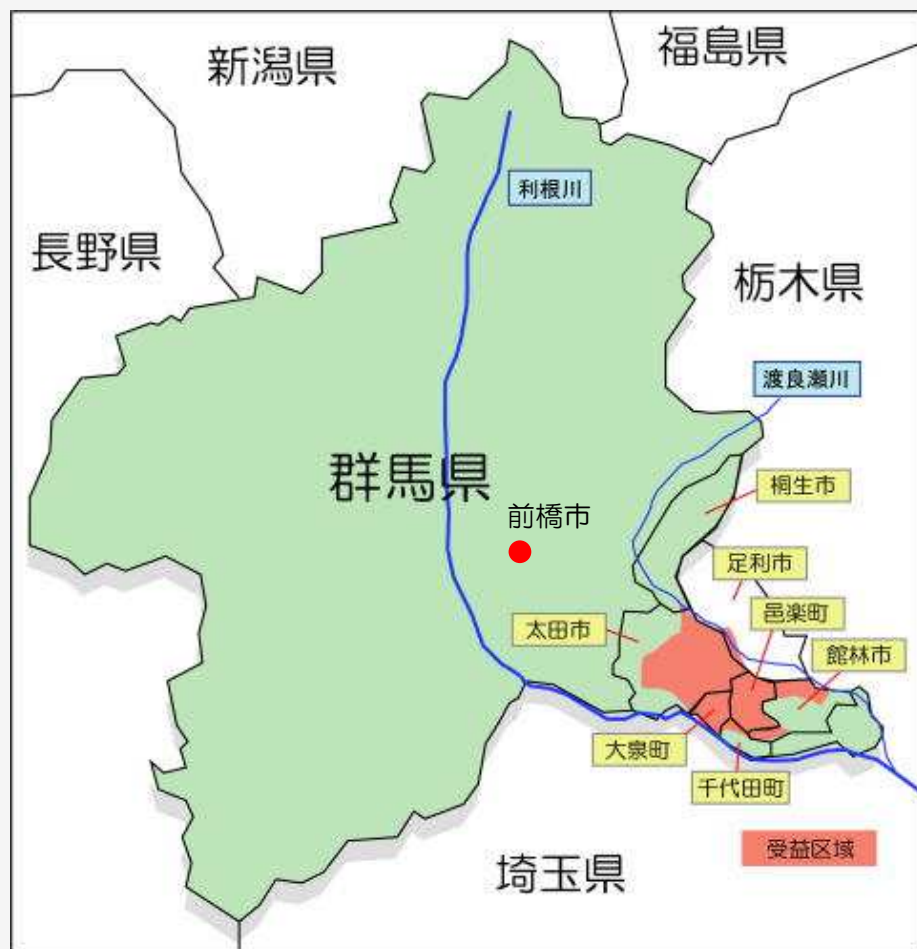 新潟県
福島県
利根川
長野県
栃木県
渡良瀬川
群馬県
桐生市
前橋市
足利市
邑楽町
太田市
館林市
大泉町
千代田町
受益区域
埼玉県